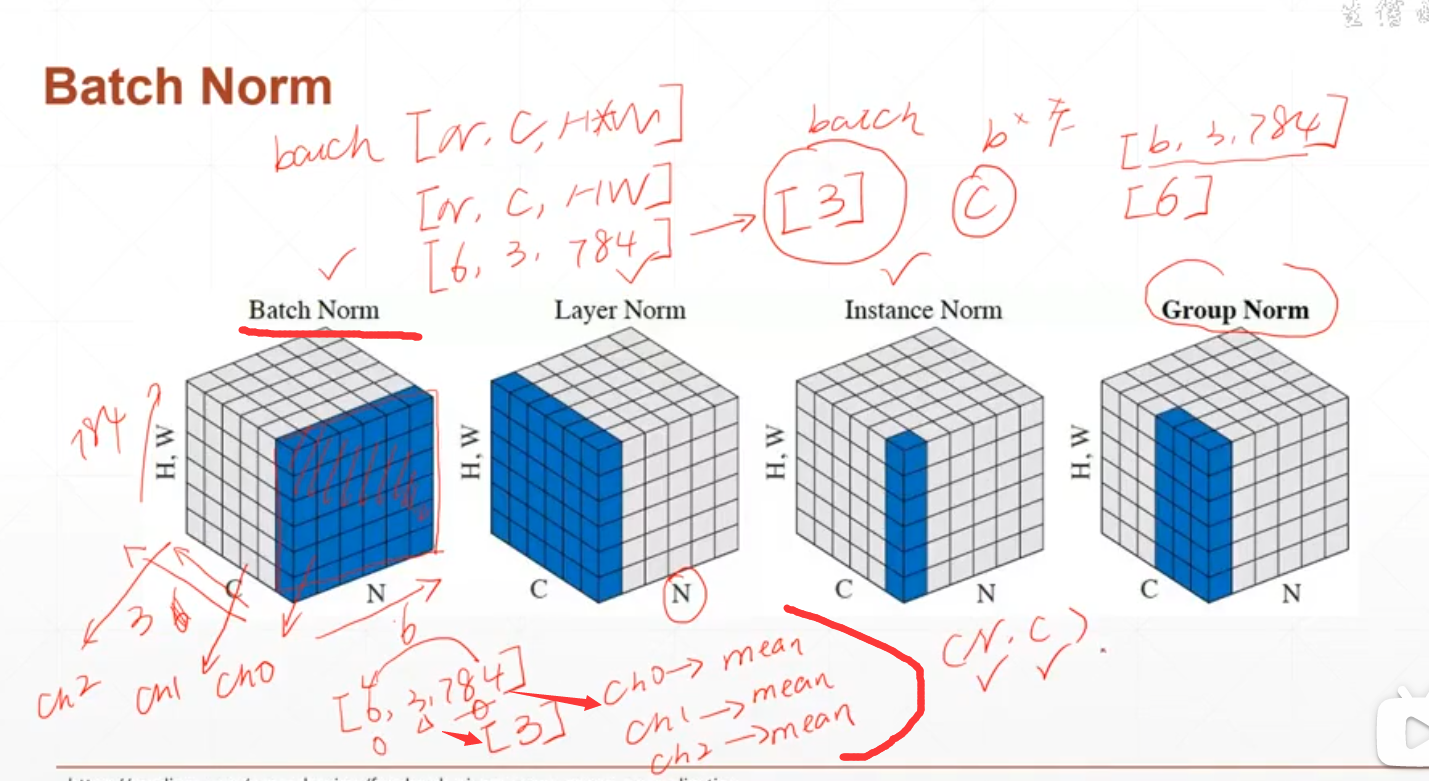 Batch Norm
batch [N, C, H*W]
[N, C, HW]
[6, 3, 784] → [3]
batch
C
[6, 3, 784]
[6]
Batch Norm
Layer Norm
Instance Norm
Group Norm
784
H, W
H, W
H, W
H, W
C
N
C
N
C
N
C
N
3
6
ch2
ch1
ch0
[6, 3, 784]
[3]
ch0 → mean
ch1 → mean
ch2 → mean
(N, C)